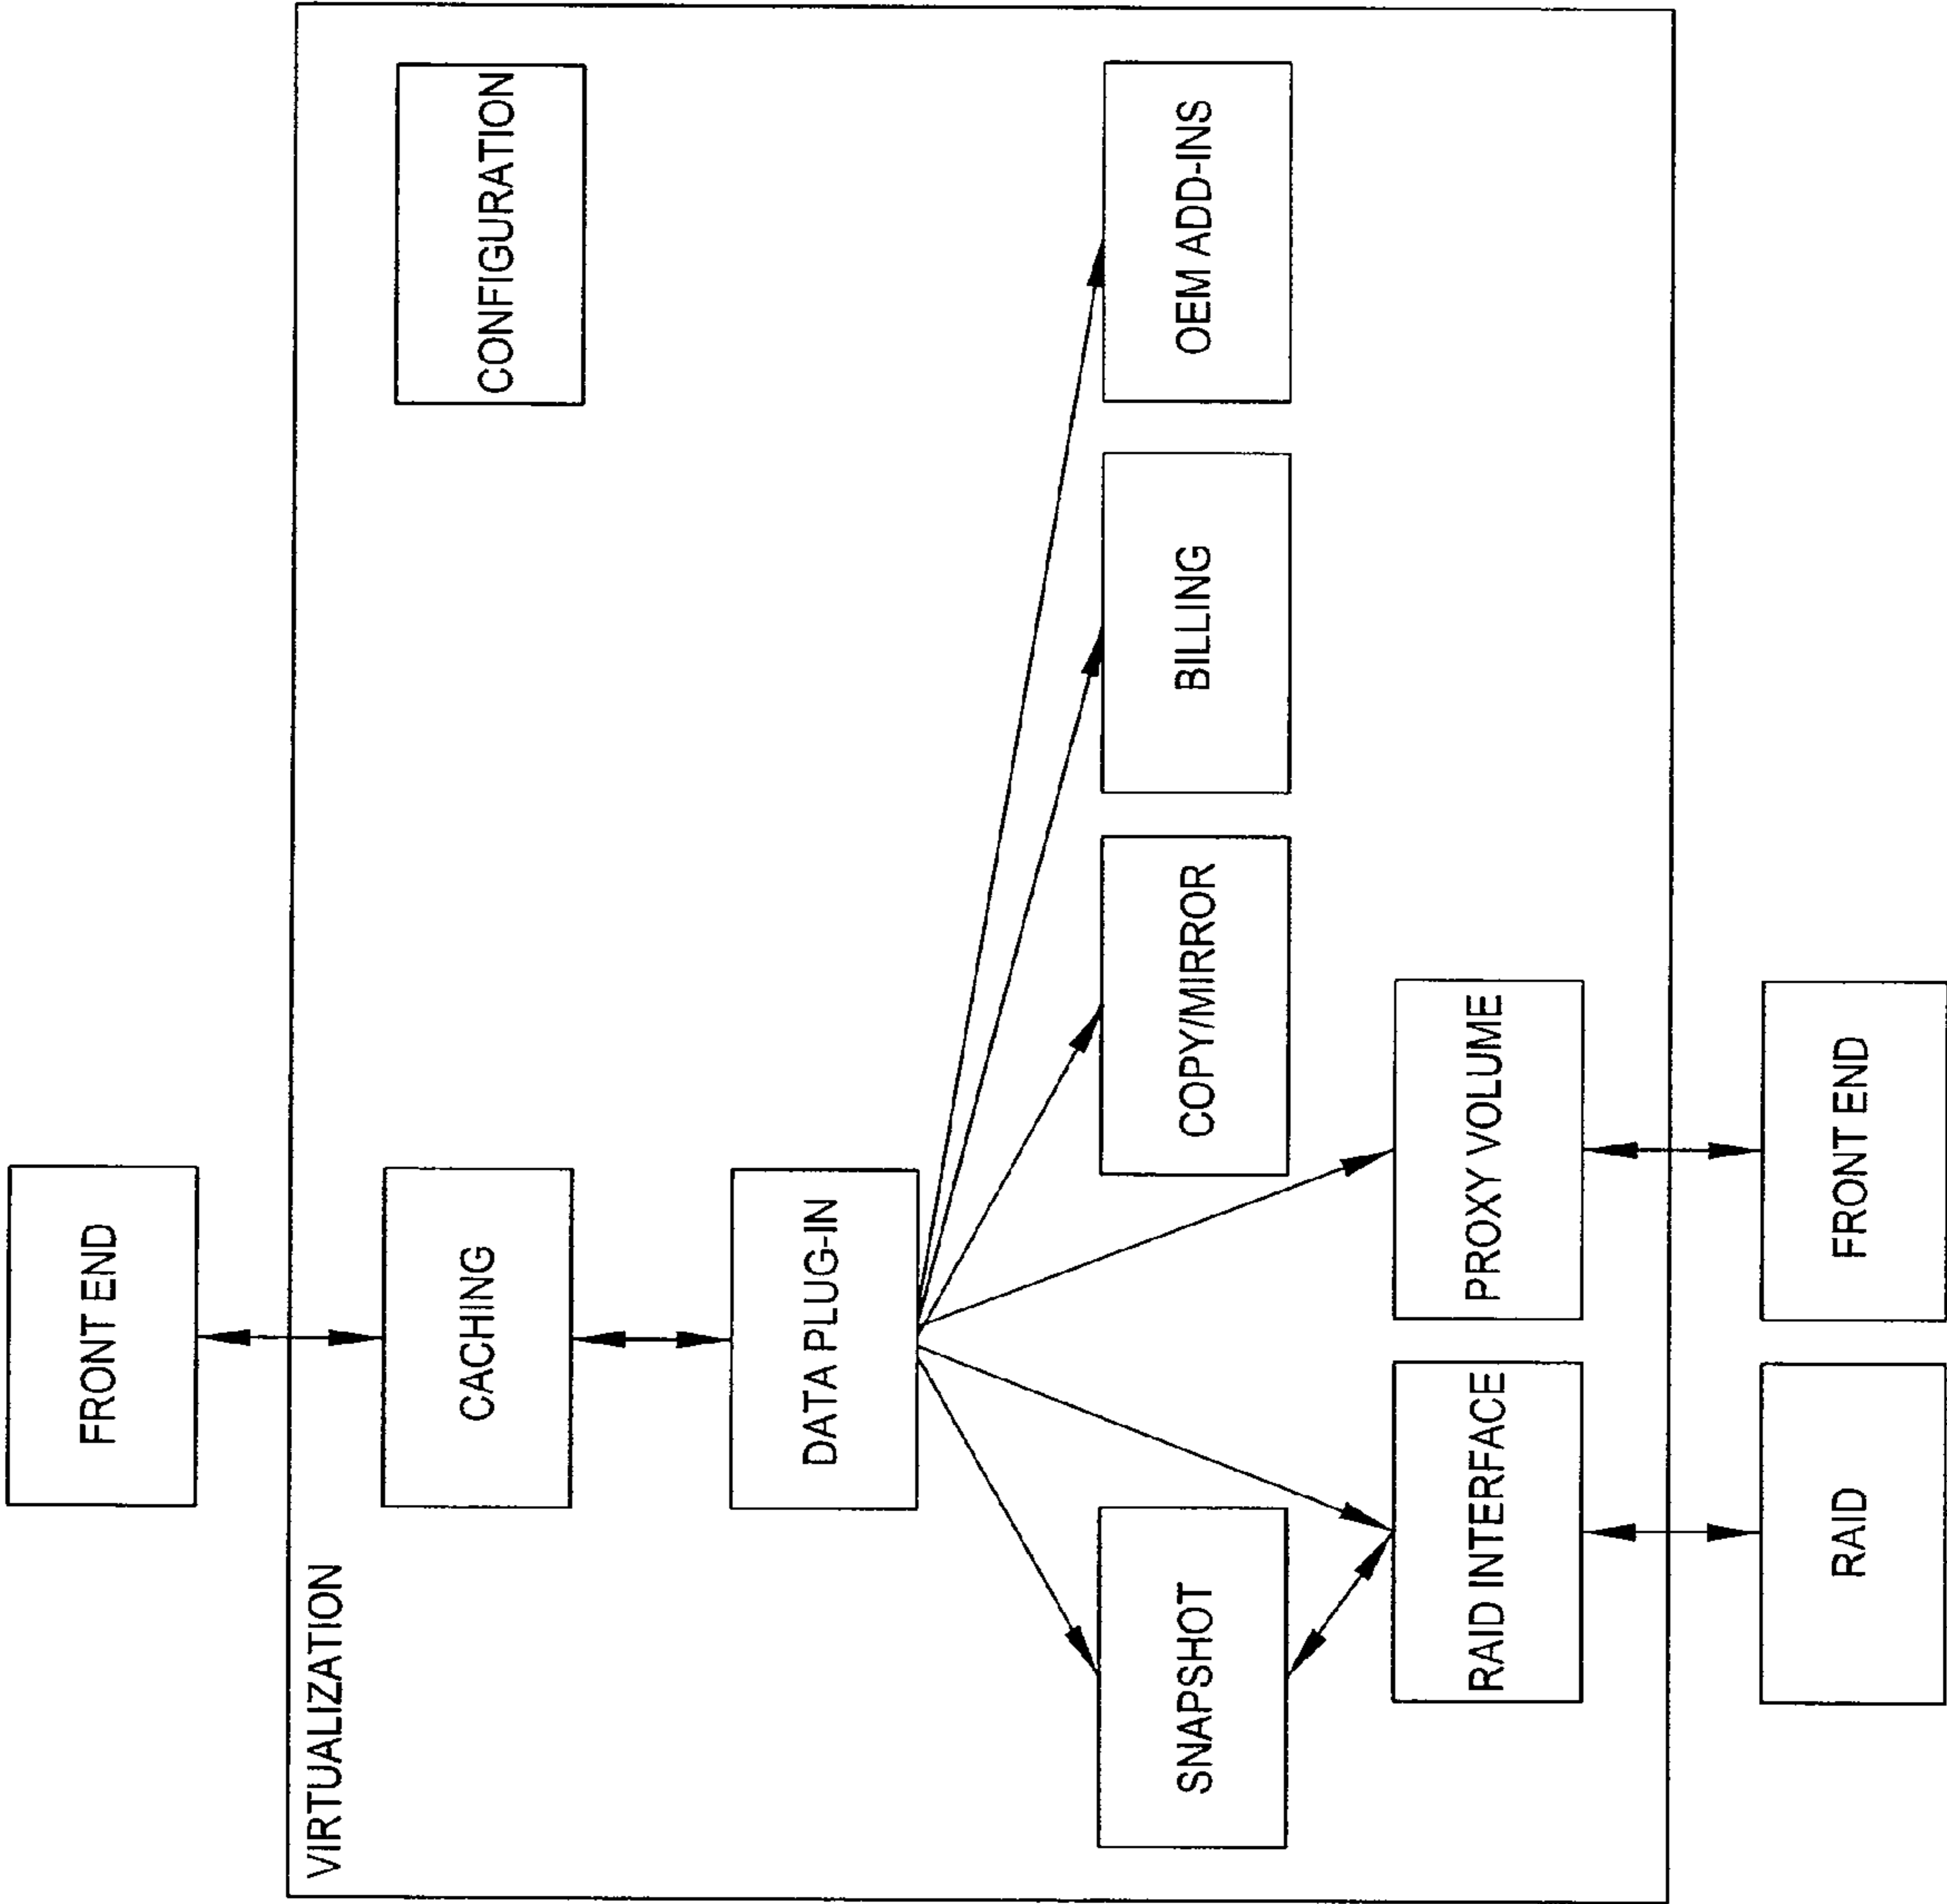 FRONT END
VIRTUALIZATION
CACHING
CONFIGURATION
DATA PLUG-IN
SNAPSHOT
COPY/MIRROR
BILLING
OEM ADD-INS
RAID INTERFACE
PROXY VOLUME
RAID
FRONT END